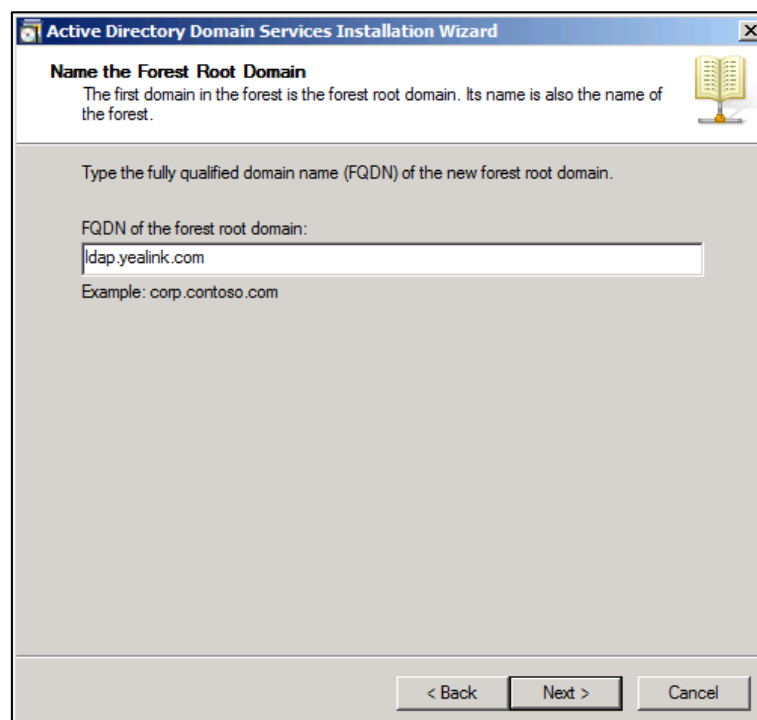 Active Directory Domain Services Installation Wizard
Name the Forest Root Domain
The first domain in the forest is the forest root domain. Its name is also the name of
the forest.
Type the fully qualified domain name (FQDN) of the new forest root domain.
FQDN of the forest root domain:
ldap.yealink.com
Example: corp.contoso.com
< Back
Next >
Cancel